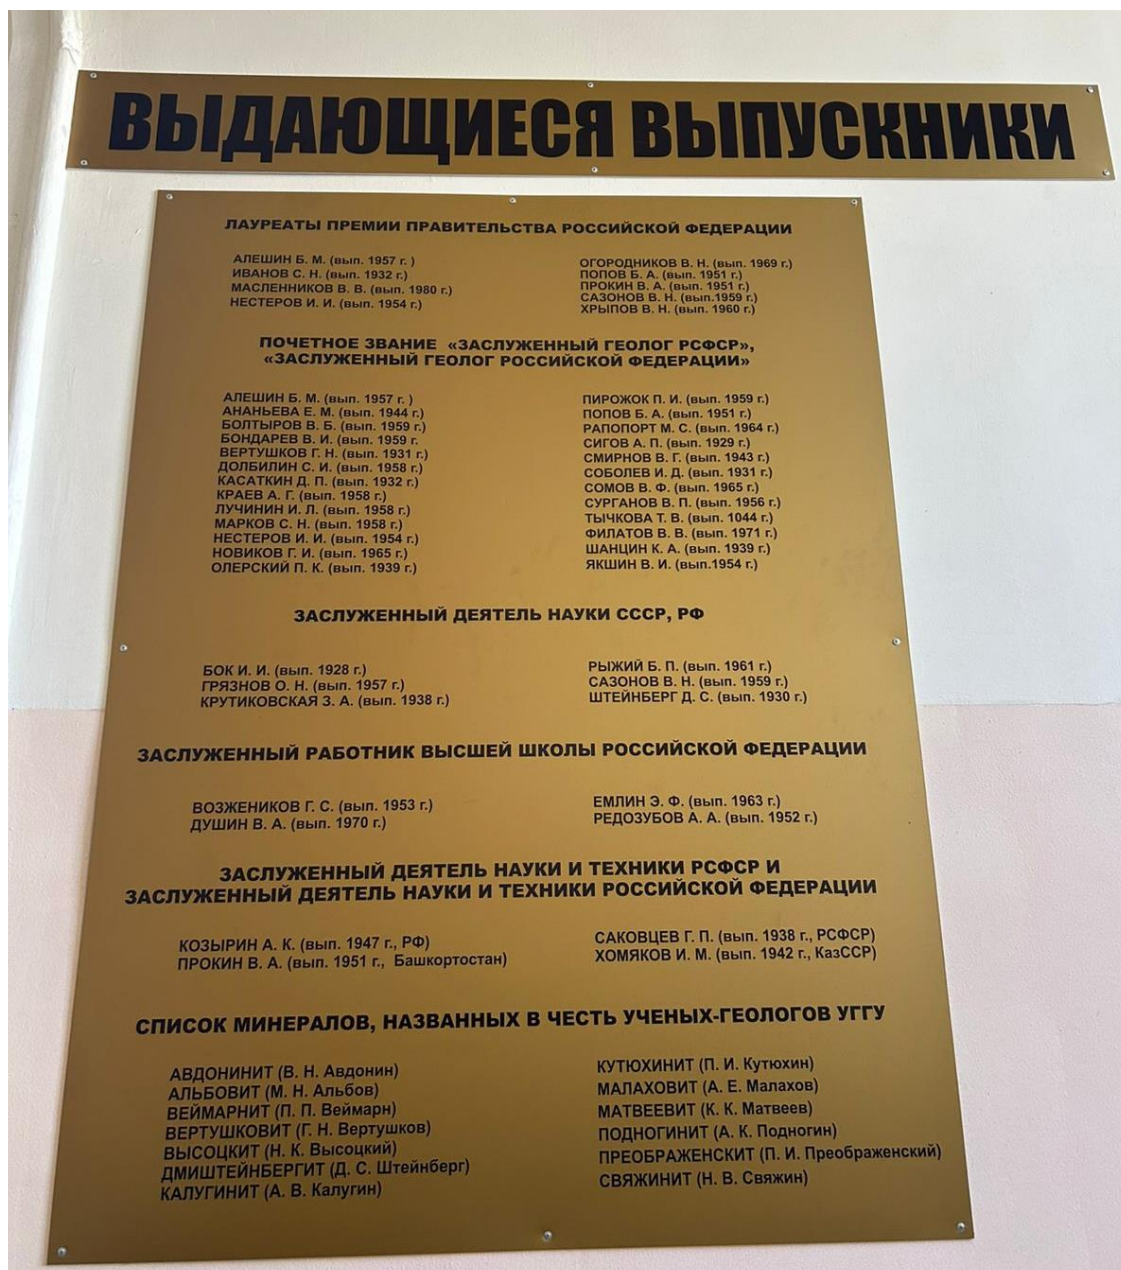 ВЫДАЮЩИЕСЯ ВЫПУСКНИКИ
ЛАУРЕАТЫ ПРЕМИИ ПРАВИТЕЛЬСТВА РОССИЙСКОЙ ФЕДЕРАЦИИ
АЛЕШИН Б. М. (вып. 1957 г. )
ИВАНОВ С. Н. (вып. 1932 г.)
МАСЛЕННИКОВ В. В. (вып. 1980 г.)
НЕСТЕРОВ И. И. (вып. 1954 г.)
ОГОРОДНИКОВ В. Н. (вып. 1969 г.)
ПОПОВ Б. А. (вып. 1951 г.)
ПРОКИН В. А. (вып. 1951 г.)
САЗОНОВ В. Н. (вып.1959 г.)
ХРЫПОВ В. Н. (вып. 1960 г.)
ПОЧЕТНОЕ ЗВАНИЕ «ЗАСЛУЖЕННЫЙ ГЕОЛОГ РСФСР»,
«ЗАСЛУЖЕННЫЙ ГЕОЛОГ РОССИЙСКОЙ ФЕДЕРАЦИИ»
АЛЕШИН Б. М. (вып. 1957 г. )
АНАНЬЕВА Е. М. (вып. 1944 г.)
БОЛТЫРОВ В. Б. (вып. 1959 г.)
БОНДАРЕВ В. И. (вып. 1959 г.
ВЕРТУШКОВ Г. Н. (вып. 1931 г.)
ДОЛБИЛИН С. И. (вып. 1958 г.)
КАСАТКИН Д. П. (вып. 1932 г.)
КРАЕВ А. Г. (вып. 1958 г.)
ЛУЧИНИН И. Л. (вып. 1958 г.)
МАРКОВ С. Н. (вып. 1958 г.)
НЕСТЕРОВ И. И. (вып. 1954 г.)
НОВИКОВ Г. И. (вып. 1965 г.)
ОЛЕРСКИЙ П. К. (вып. 1939 г.)
ПИРОЖОК П. И. (вып. 1959 г.)
ПОПОВ Б. А. (вып. 1951 г.)
РАПОПОРТ М. С. (вып. 1964 г.)
СИГОВ А. П. (вып. 1929 г.)
СМИРНОВ В. Г. (вып. 1943 г.)
СОБОЛЕВ И. Д. (вып. 1931 г.)
СОМОВ В. Ф. (вып. 1965 г.)
СУРГАНОВ В. П. (вып. 1956 г.)
ТЫЧКОВА Т. В. (вып. 1044 г.)
ФИЛАТОВ В. В. (вып. 1971 г.)
ШАНЦИН К. А. (вып. 1939 г.)
ЯКШИН В. И. (вып.1954 г.)
ЗАСЛУЖЕННЫЙ ДЕЯТЕЛЬ НАУКИ СССР, РФ
БОК И. И. (вып. 1928 г.)
ГРЯЗНОВ О. Н. (вып. 1957 г.)
КРУТИКОВСКАЯ З. А. (вып. 1938 г.)
РЫЖИЙ Б. П. (вып. 1961 г.)
САЗОНОВ В. Н. (вып. 1959 г.)
ШТЕЙНБЕРГ Д. С. (вып. 1930 г.)
ЗАСЛУЖЕННЫЙ РАБОТНИК ВЫСШЕЙ ШКОЛЫ РОССИЙСКОЙ ФЕДЕРАЦИИ
ВОЗЖЕНИКОВ Г. С. (вып. 1953 г.)
ДУШИН В. А. (вып. 1970 г.)
ЕМЛИН Э. Ф. (вып. 1963 г.)
РЕДОЗУБОВ А. А. (вып. 1952 г.)
ЗАСЛУЖЕННЫЙ ДЕЯТЕЛЬ НАУКИ И ТЕХНИКИ РСФСР И
ЗАСЛУЖЕННЫЙ ДЕЯТЕЛЬ НАУКИ И ТЕХНИКИ РОССИЙСКОЙ ФЕДЕРАЦИИ
КОЗЫРИН А. К. (вып. 1947 г., РФ)
ПРОКИН В. А. (вып. 1951 г., Башкортостан)
САКОВЦЕВ Г. П. (вып. 1938 г., РСФСР)
ХОМЯКОВ И. М. (вып. 1942 г., КазССР)
СПИСОК МИНЕРАЛОВ, НАЗВАННЫХ В ЧЕСТЬ УЧЕНЫХ-ГЕОЛОГОВ УГГУ
АВДОНИНИТ (В. Н. Авдонин)
АЛЬБОВИТ (М. Н. Альбов)
ВЕЙМАРНИТ (П. П. Веймарн)
ВЕРТУШКОВИТ (Г. Н. Вертушков)
ВЫСОЦКИТ (Н. К. Высоцкий)
ДМИШТЕЙНБЕРГИТ (Д. С. Штейнберг)
КАЛУГИНИТ (А. В. Калугин)
КУТЮХИНИТ (П. И. Кутюхин)
МАЛАХОВИТ (А. Е. Малахов)
МАТВЕЕВИТ (К. К. Матвеев)
ПОДНОГИНИТ (А. К. Подногин)
ПРЕОБРАЖЕНСКИТ (П. И. Преображенский)
СВЯЖИНИТ (Н. В. Свяжин)